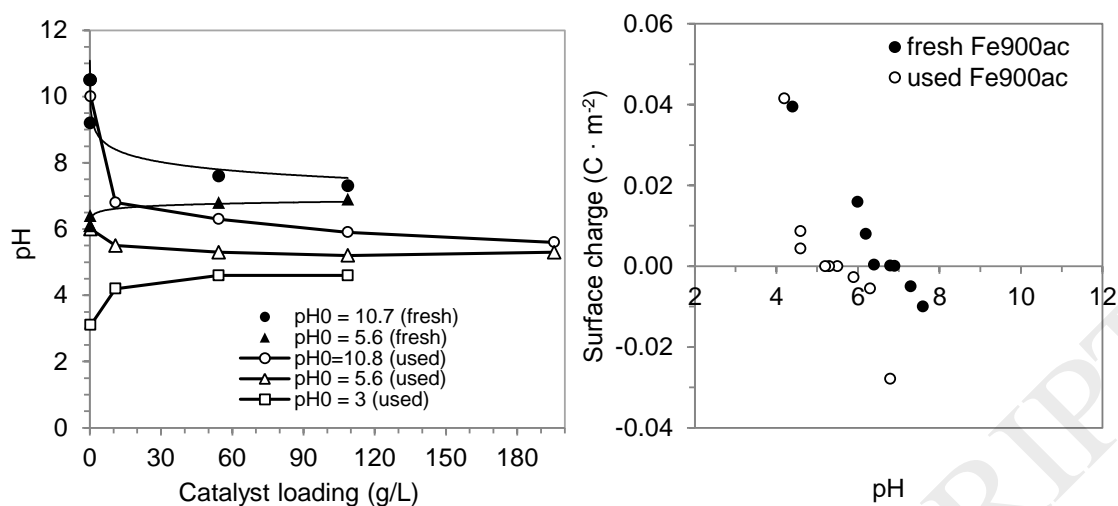 12
10
8
6
4
2
0
pH
0
30
60
90
120
150
180
Catalyst loading (g/L)
pH0 = 10.7 (fresh)
pH0 = 5.6 (fresh)
pH0=10.8 (used)
pH0 = 5.6 (used)
pH0 = 3 (used)
0.06
0.04
0.02
0.00
-0.02
-0.04
Surface charge (C · m-2)
2
4
6
8
10
12
pH
fresh Fe900ac
used Fe900ac
RIPT